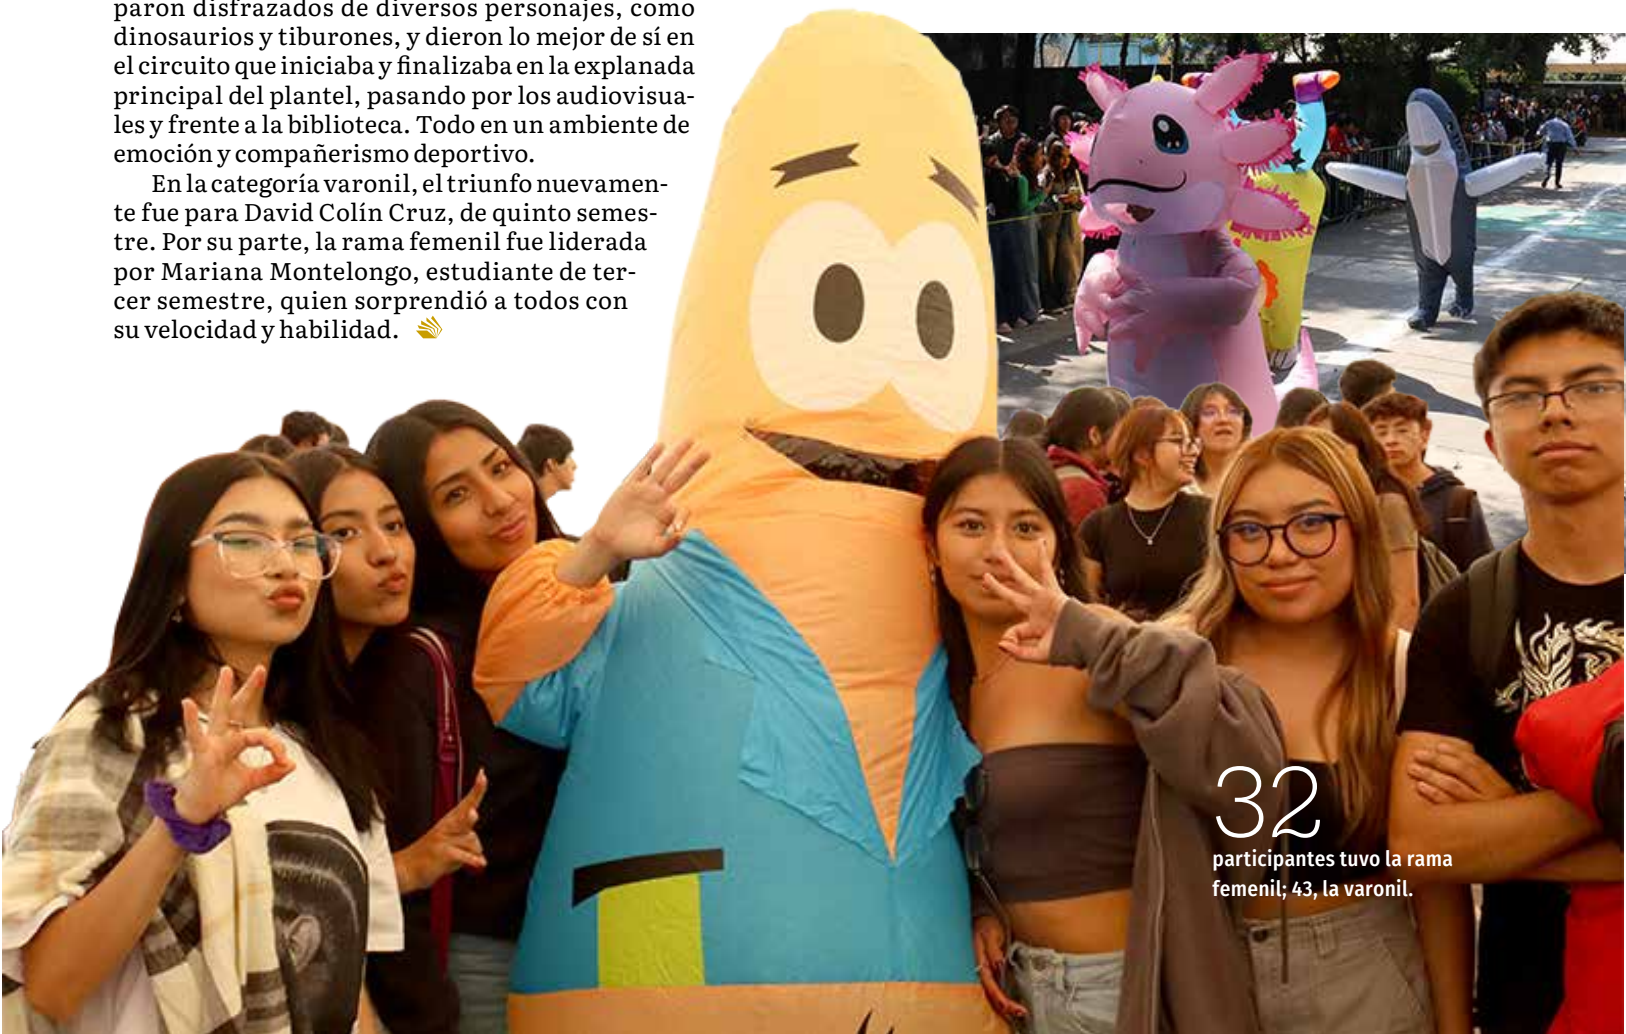 paron disfrazados de diversos personajes, como
dinosaurios y tiburones, y dieron lo mejor de sí en
el circuito que iniciaba y finalizaba en la explanada
principal del plantel, pasando por los audiovisua-
les y frente a la biblioteca. Todo en un ambiente de
emoción y compañerismo deportivo.
En la categoría varonil, el triunfo nuevamen-
te fue para David Colín Cruz, de quinto semes-
tre. Por su parte, la rama femenil fue liderada
por Mariana Montelongo, estudiante de ter-
cer semestre, quien sorprendió a todos con
su velocidad y habilidad.
32
participantes tuvo la rama
femenil; 43, la varonil.